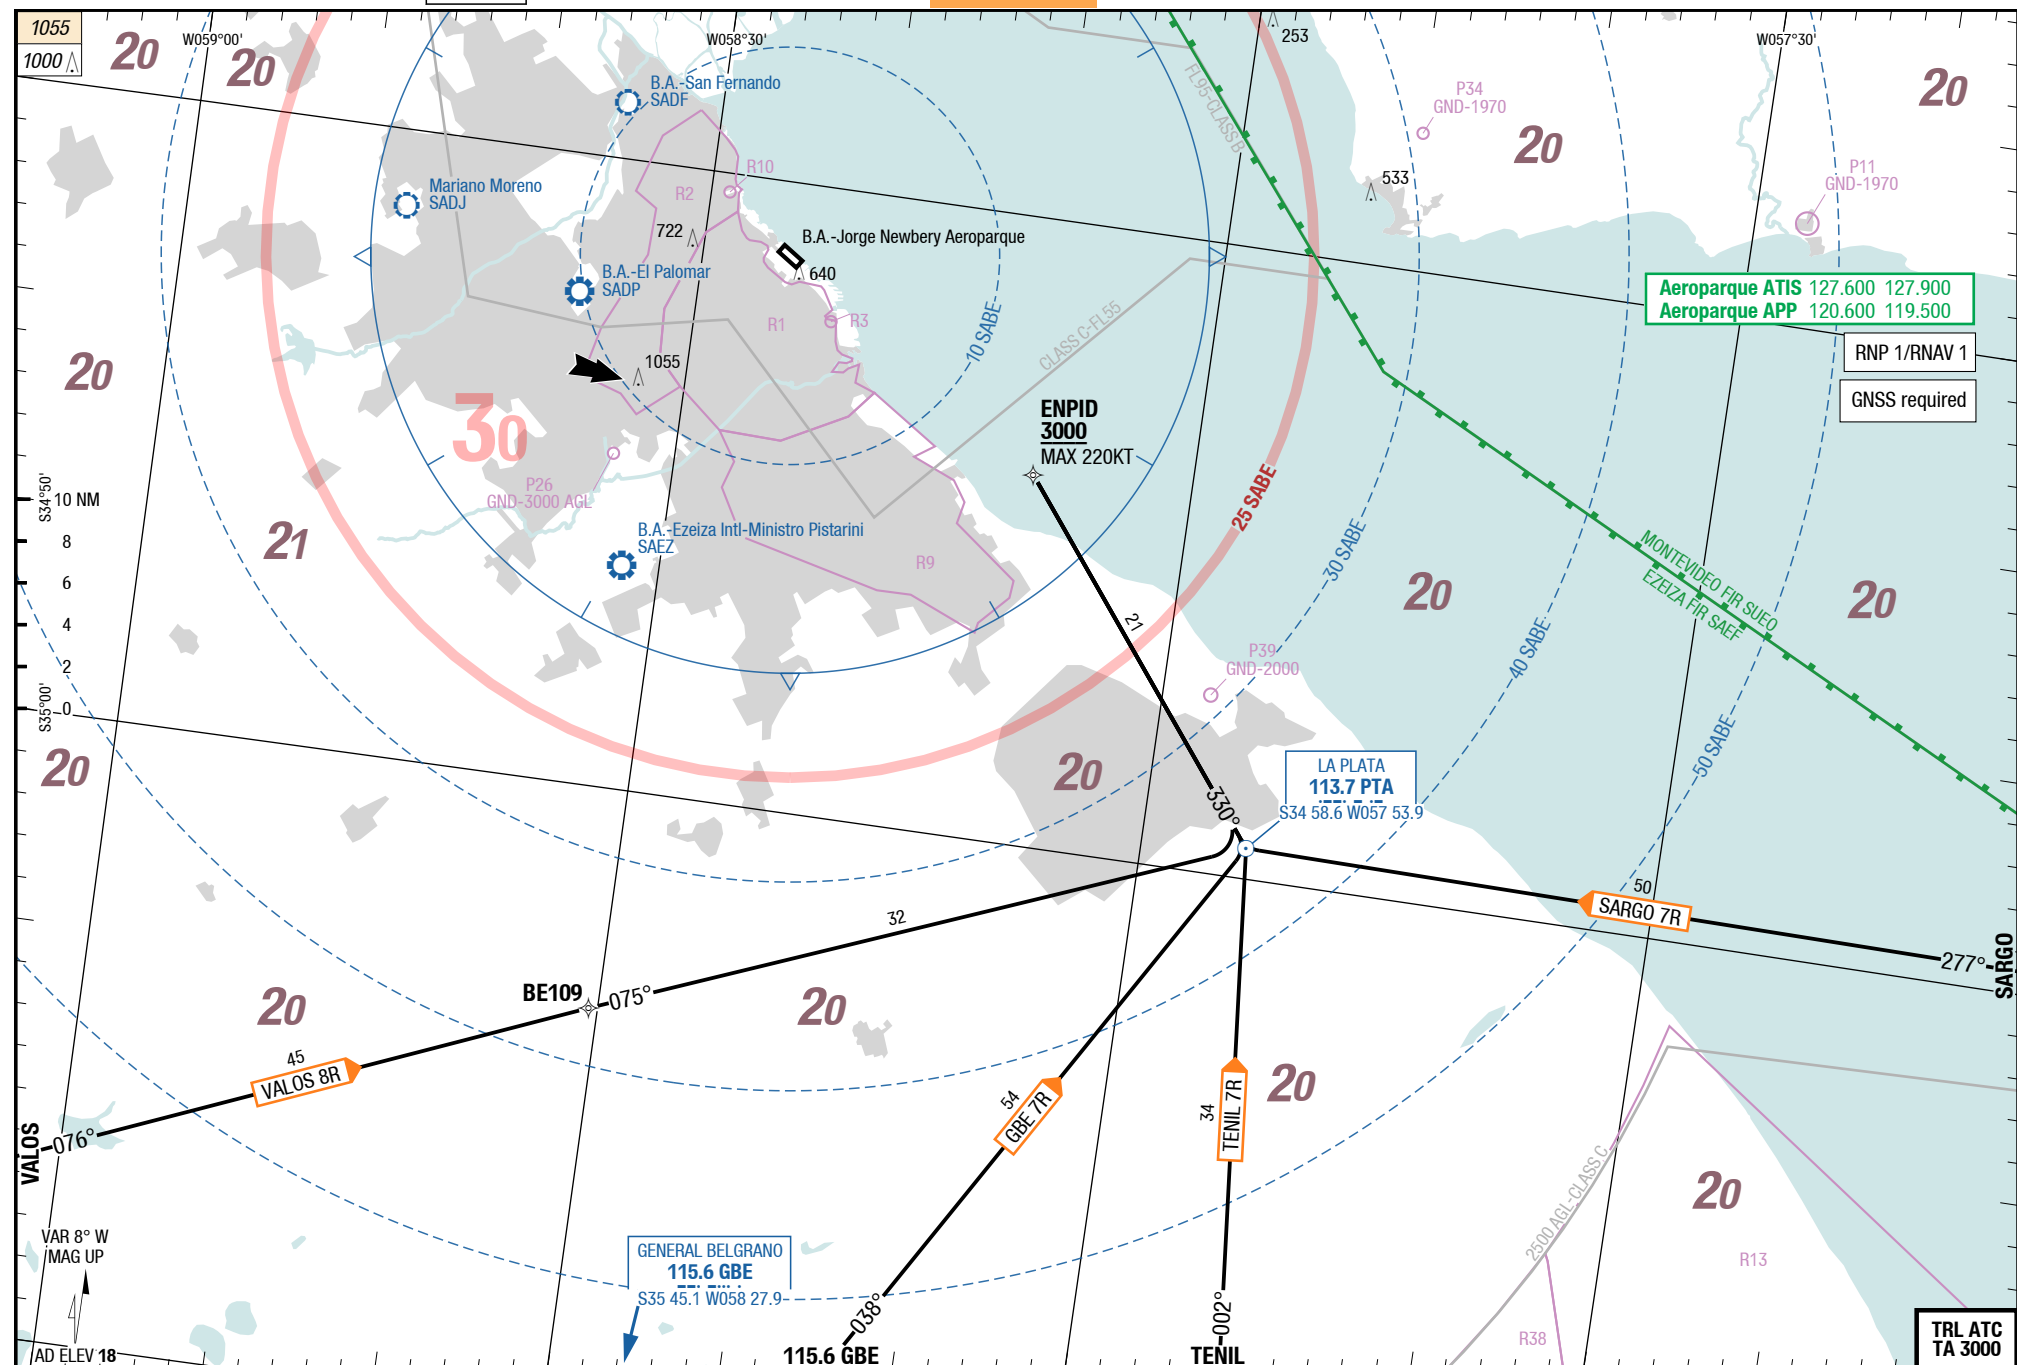 1055
1000
20
20
W059°00'
W058°30'
W057°30'
253
20
20
B.A.-San Fernando
SADF
FL95-CLASS B
P34
GND-1970
533
P11
GND-1970
Mariano Moreno
SADJ
R10
R2
722
B.A.-Jorge Newbery Aeroparque
640
B.A.-El Palomar
SADP
R1
R3
10 SABE
CLASS C-FL55
Aeroparque ATIS 127.600 127.900
Aeroparque APP 120.600 119.500
RNP 1/RNAV 1
GNSS required
20
1055
30
ENPID
3000
MAX 220KT
P26
GND-3000 AGL
S34°50'
10 NM
8
6
4
2
0
S35°00'
21
B.A.-Ezeiza Intl-Ministro Pistarini
SAEZ
R9
25 SABE
30 SABE
40 SABE
50 SABE
MONTEVIDEO FIR SUEO
EZEIZA FIR SAEF
20
20
21
P39
GND-2000
20
20
LA PLATA
113.7 PTA
S34 58.6 W057 53.9
330°
32
50
SARGO 7R
277°
SARGO
BE109
075°
20
20
45
VALOS 8R
076°
VALOS
54
GBE 7R
34
TENIL 7R
20
20
2500 AGL-CLASS C
R13
R38
VAR 8° W
MAG UP
AD ELEV 18
GENERAL BELGRANO
115.6 GBE
S35 45.1 W058 27.9
038°
115.6 GBE
002°
TENIL
TRL ATC
TA 3000